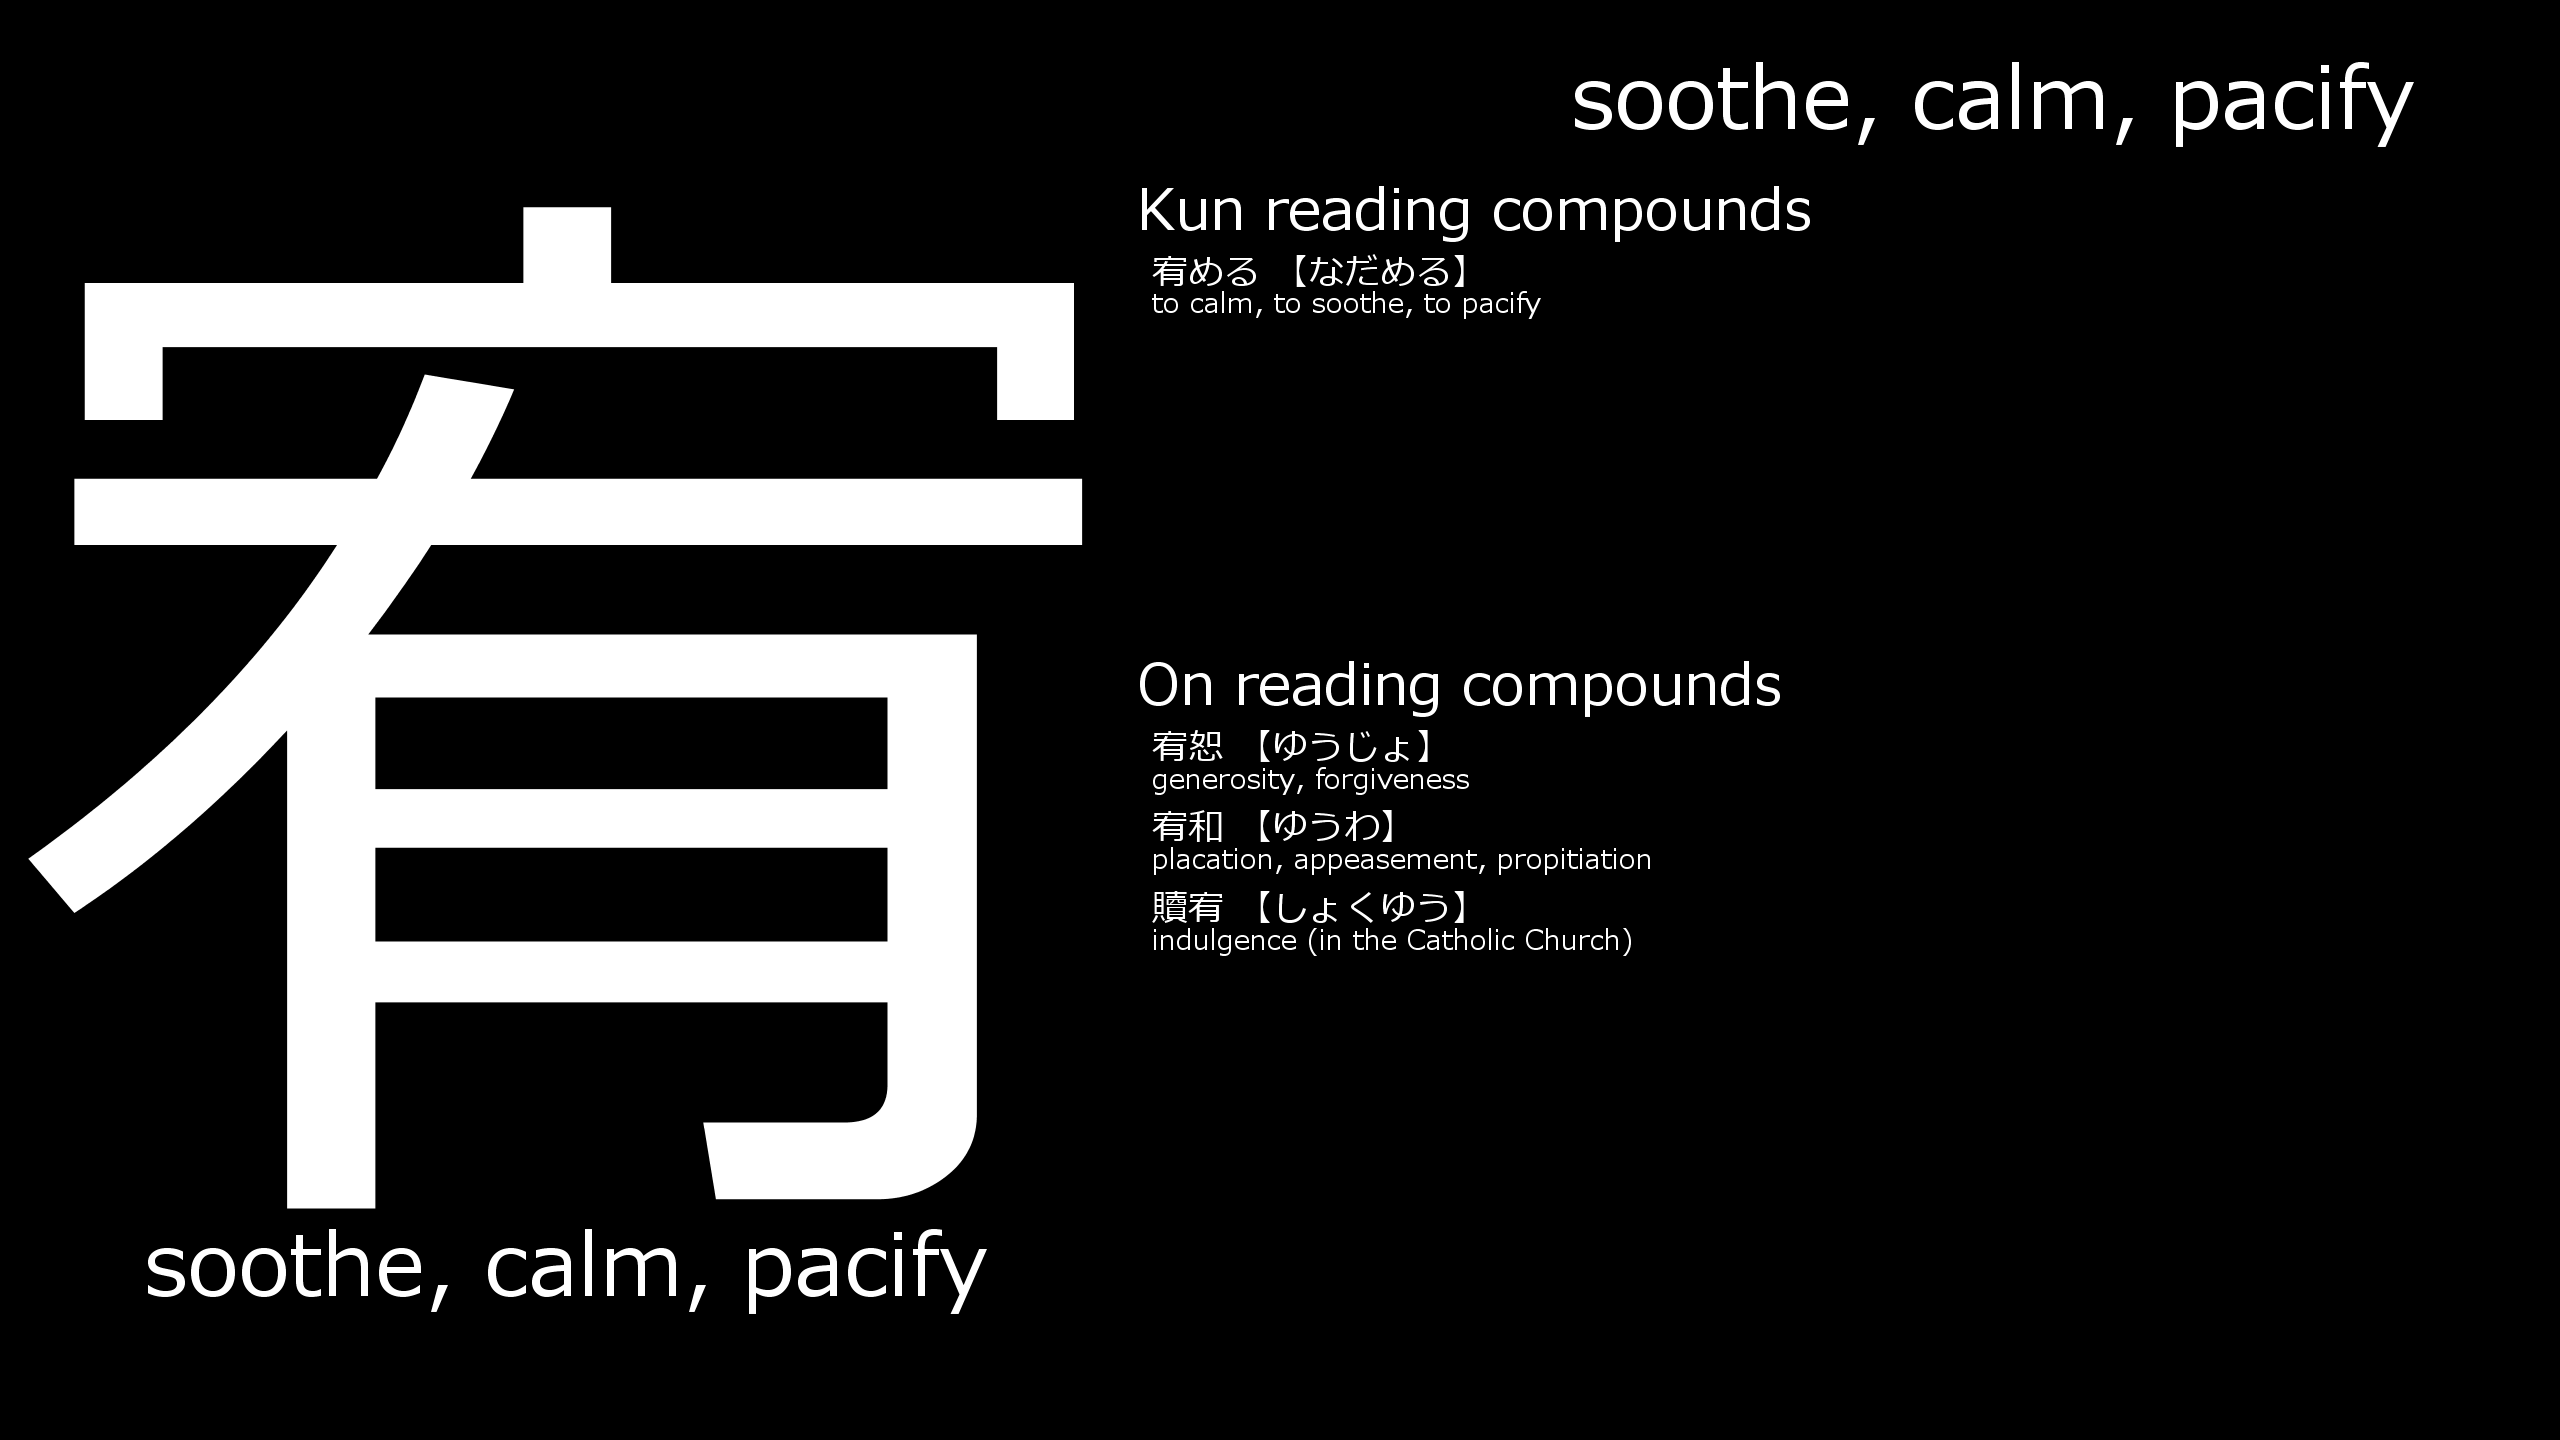 soothe, calm, pacify
宥
soothe, calm, pacify
Kun reading compounds
宥める 【なだめる】
to calm, to soothe, to pacify
On reading compounds
宥恕 【ゆうじょ】
generosity, forgiveness
宥和 【ゆうわ】
placation, appeasement, propitiation
贖宥 【しょくゆう】
indulgence (in the Catholic Church)